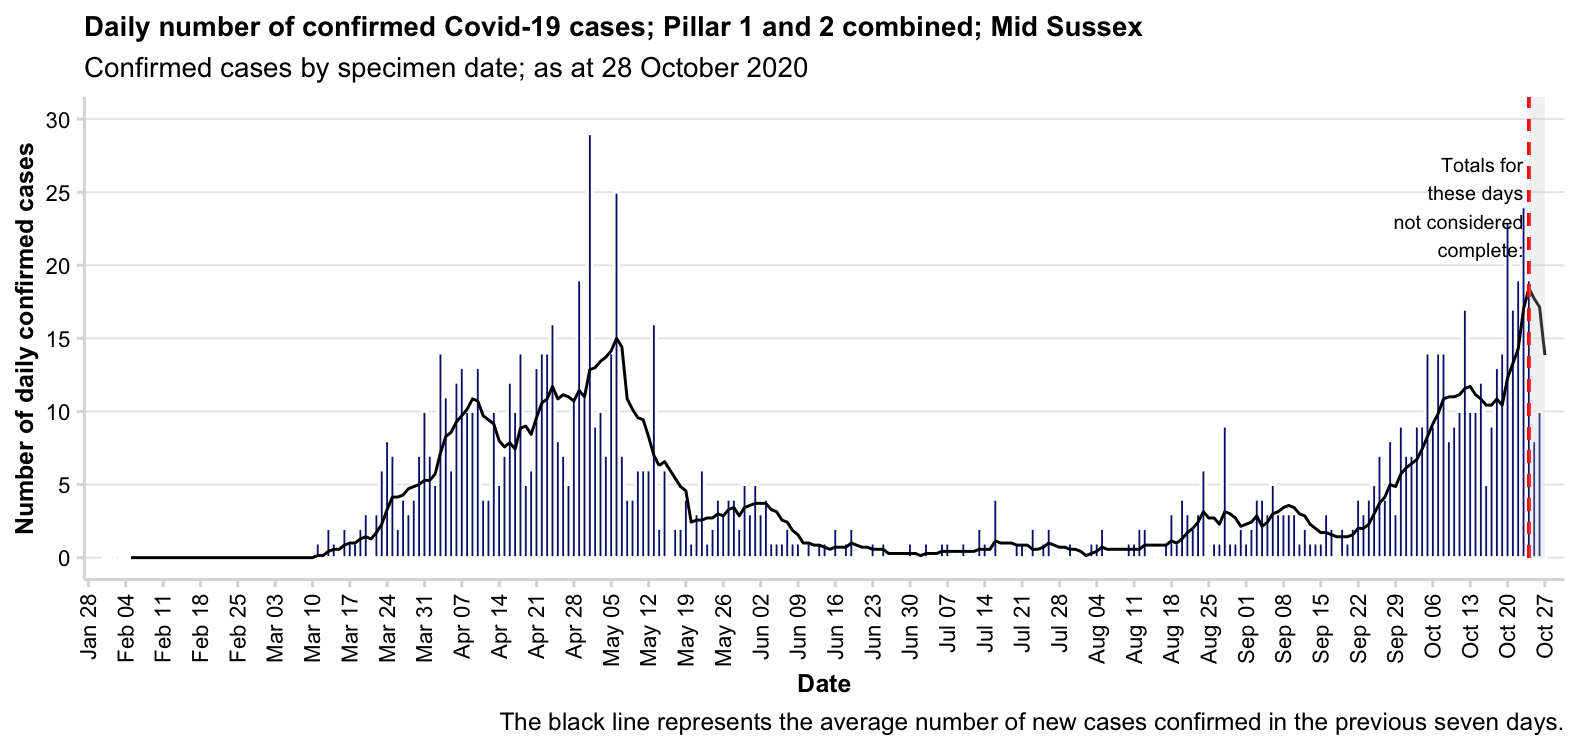 Daily number of confirmed Covid-19 cases; Pillar 1 and 2 combined; Mid Sussex
Confirmed cases by specimen date; as at 28 October 2020
Number of daily confirmed cases
30
25
20
15
10
5
0
Totals for
these days
not considered
complete:
Jan 28
Feb 04
Feb 11
Feb 18
Feb 25
Mar 03
Mar 10
Mar 17
Mar 24
Mar 31
Apr 07
Apr 14
Apr 21
Apr 28
May 05
May 12
May 19
May 26
Jun 02
Jun 09
Jun 16
Jun 23
Jun 30
Jul 07
Jul 14
Jul 21
Jul 28
Aug 04
Aug 11
Aug 18
Aug 25
Sep 01
Sep 08
Sep 15
Sep 22
Sep 29
Oct 06
Oct 13
Oct 20
Oct 27
Date
The black line represents the average number of new cases confirmed in the previous seven days.